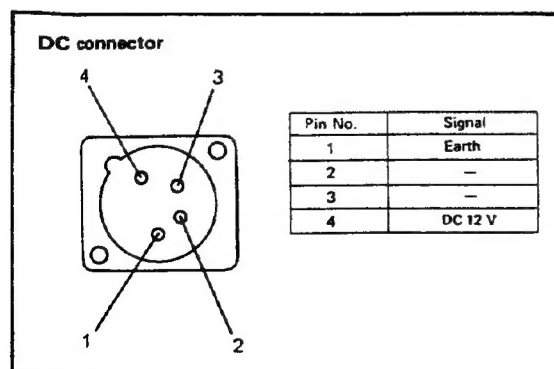 DC connector
4 3
1 2
Pin No. Signal
1 Earth
2 —
3 —
4 DC 12 V